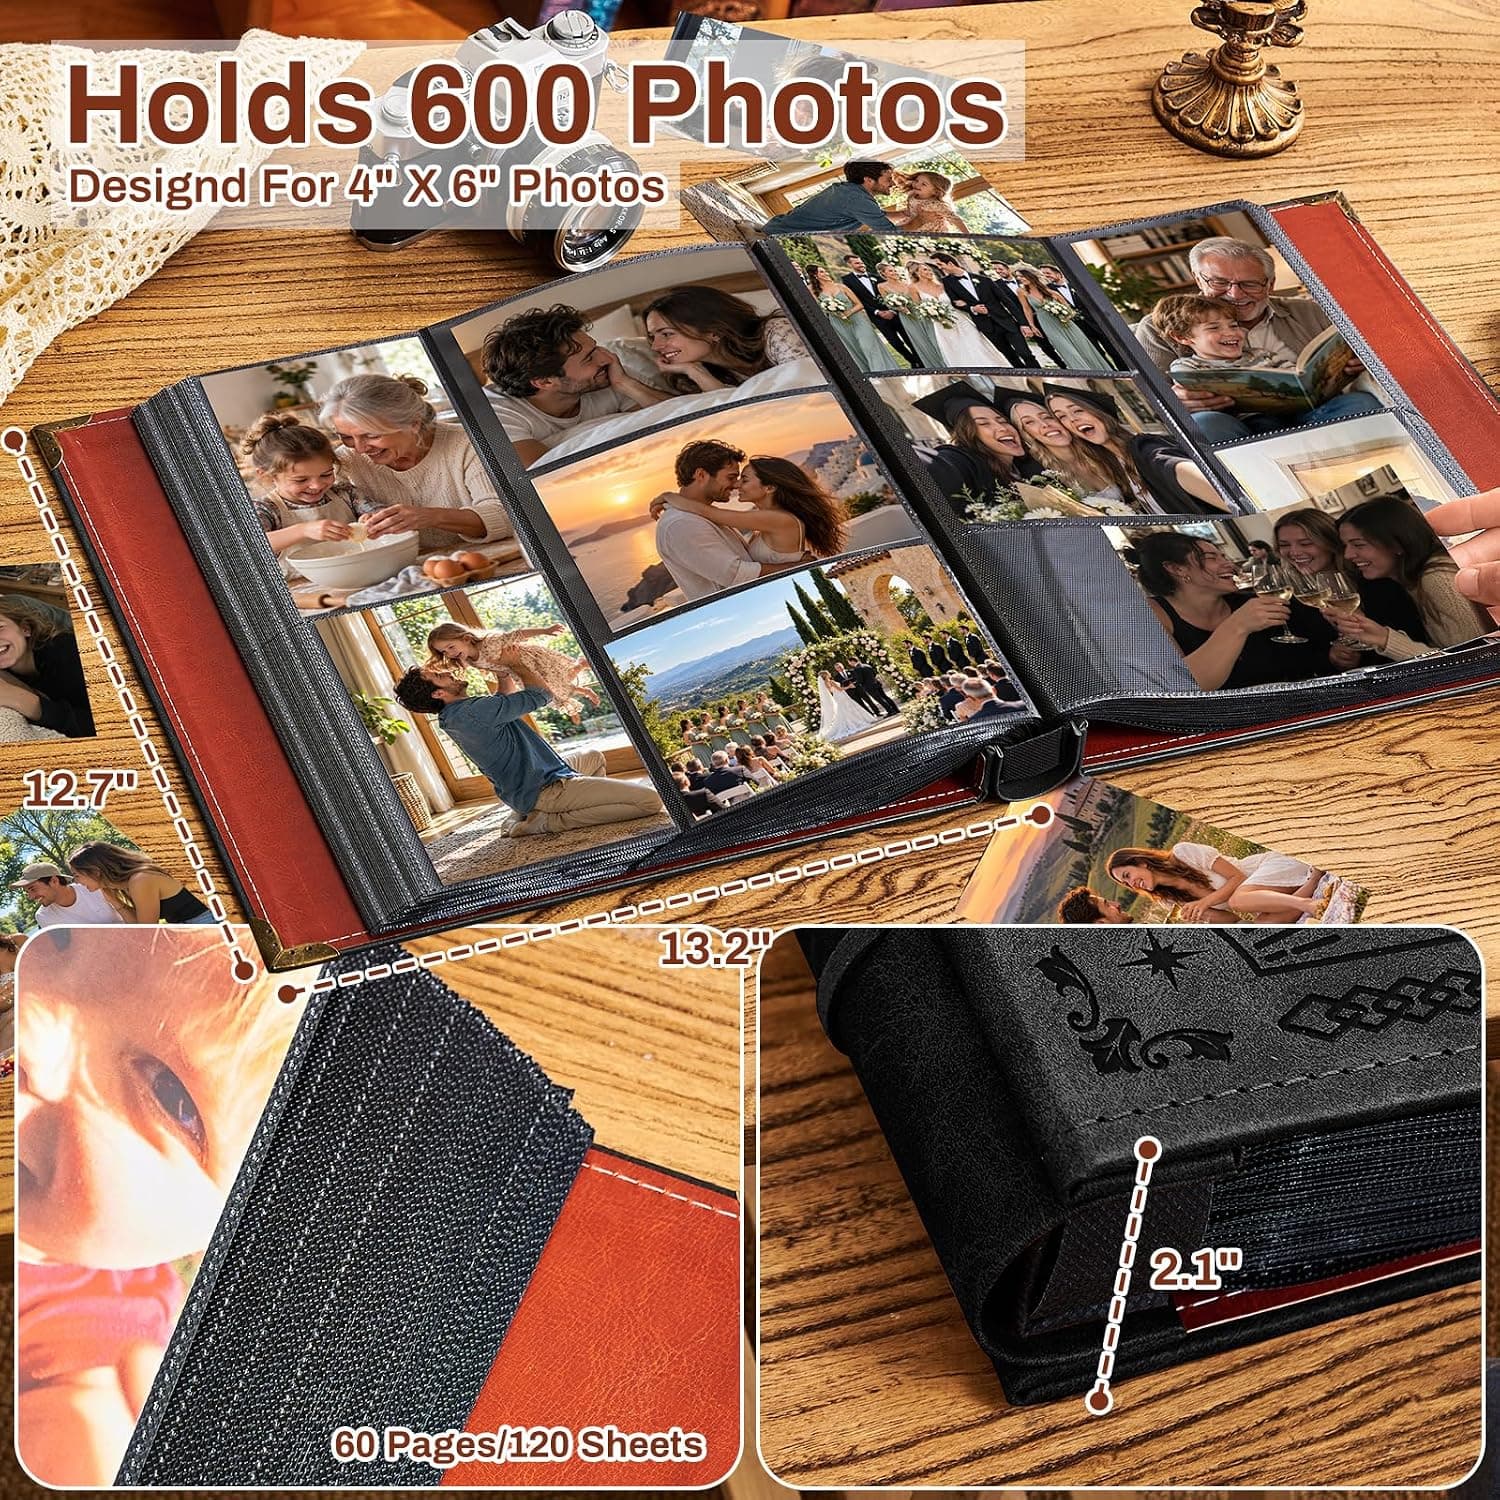 Holds 600 Photos
Designd For 4" X 6" Photos
12.7"
13.2"
2.1"
60 Pages/120 Sheets